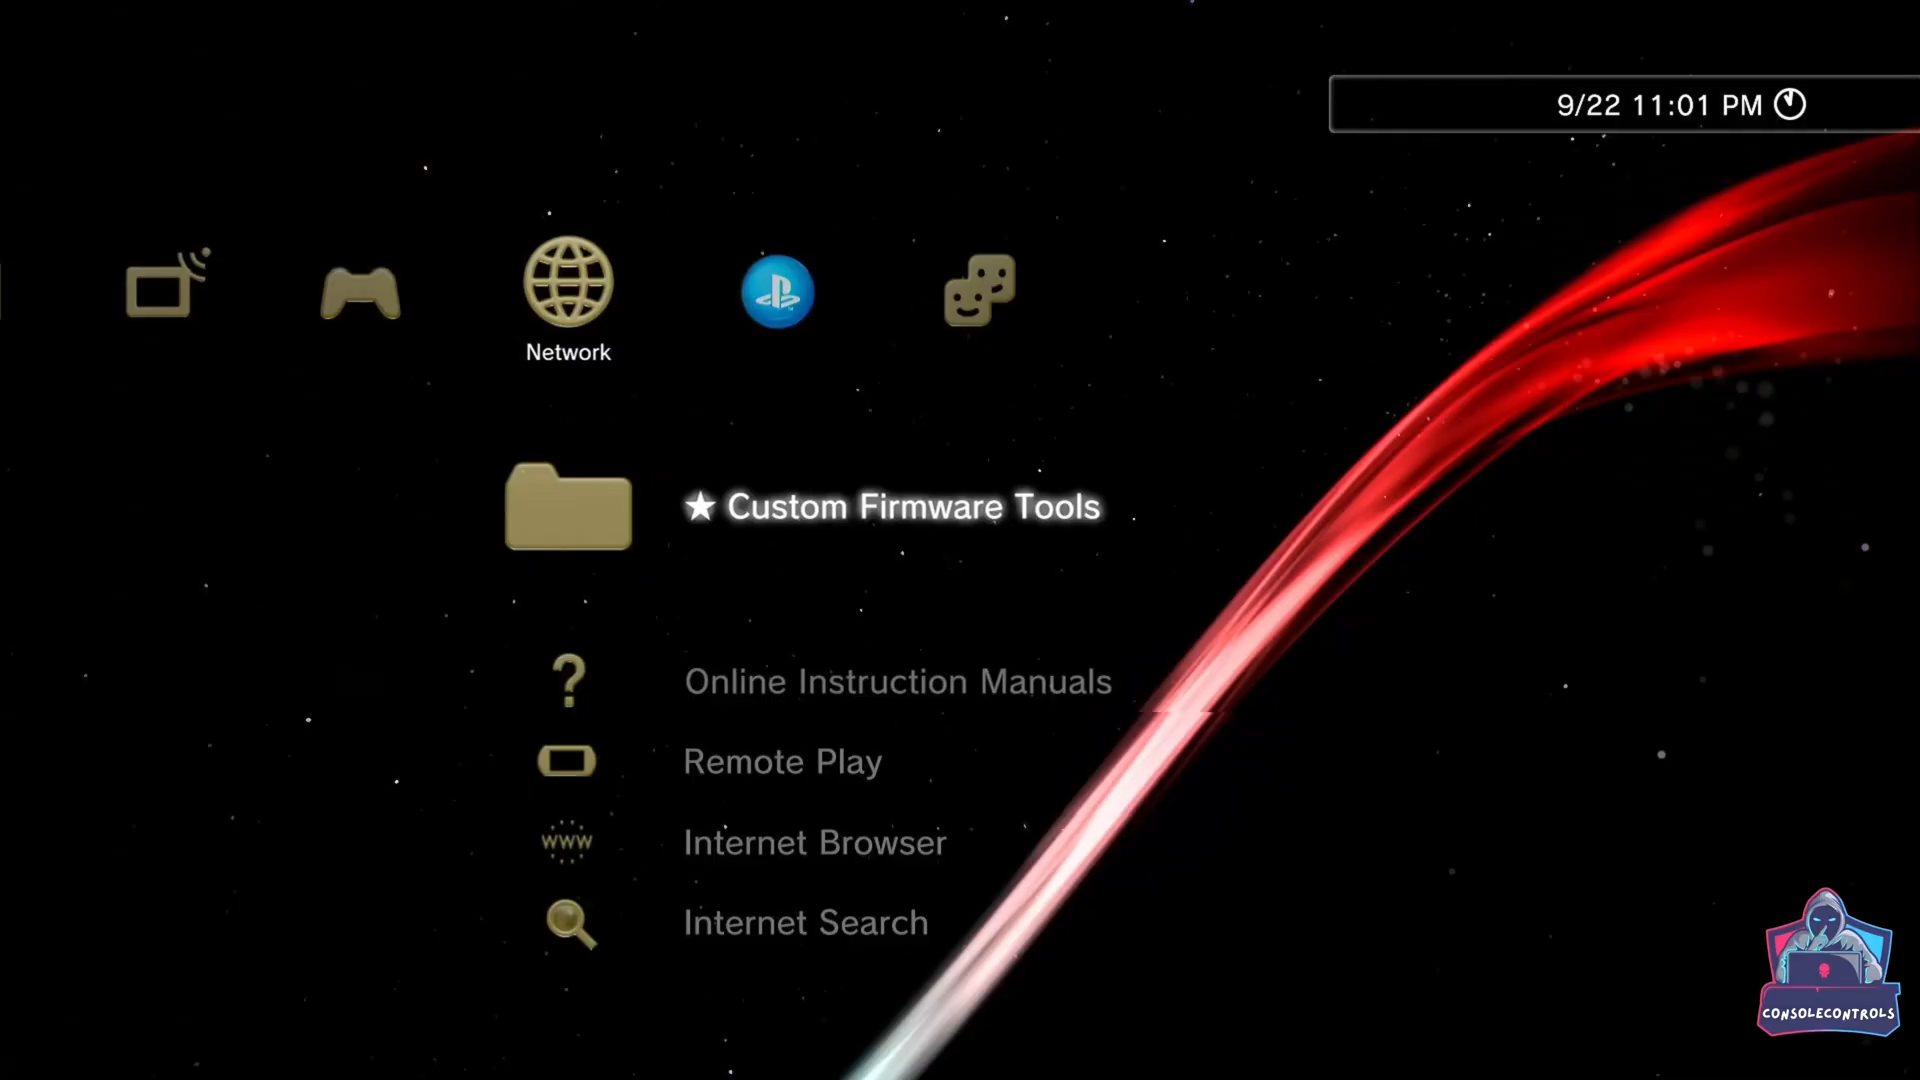 9/22 11:01 PM
Network
★ Custom Firmware Tools
Online Instruction Manuals
Remote Play
www
Internet Browser
Internet Search
CONSOLECONTROLS